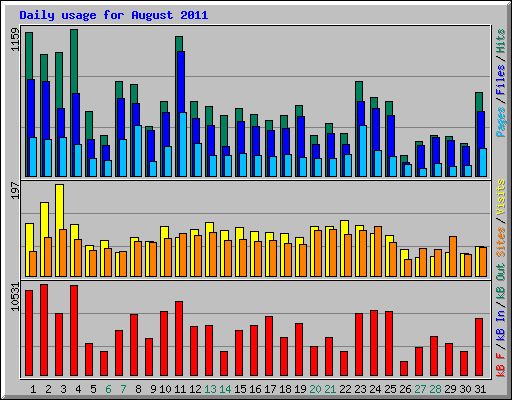 Daily usage for August 2011
1159
Pages / Files / Hits
197
Sites / Visits
10531
kB F / kB In / kB Out
1 2 3 4 5 6 7 8 9 10 11 12 13 14 15 16 17 18 19 20 21 22 23 24 25 26 27 28 29 30 31